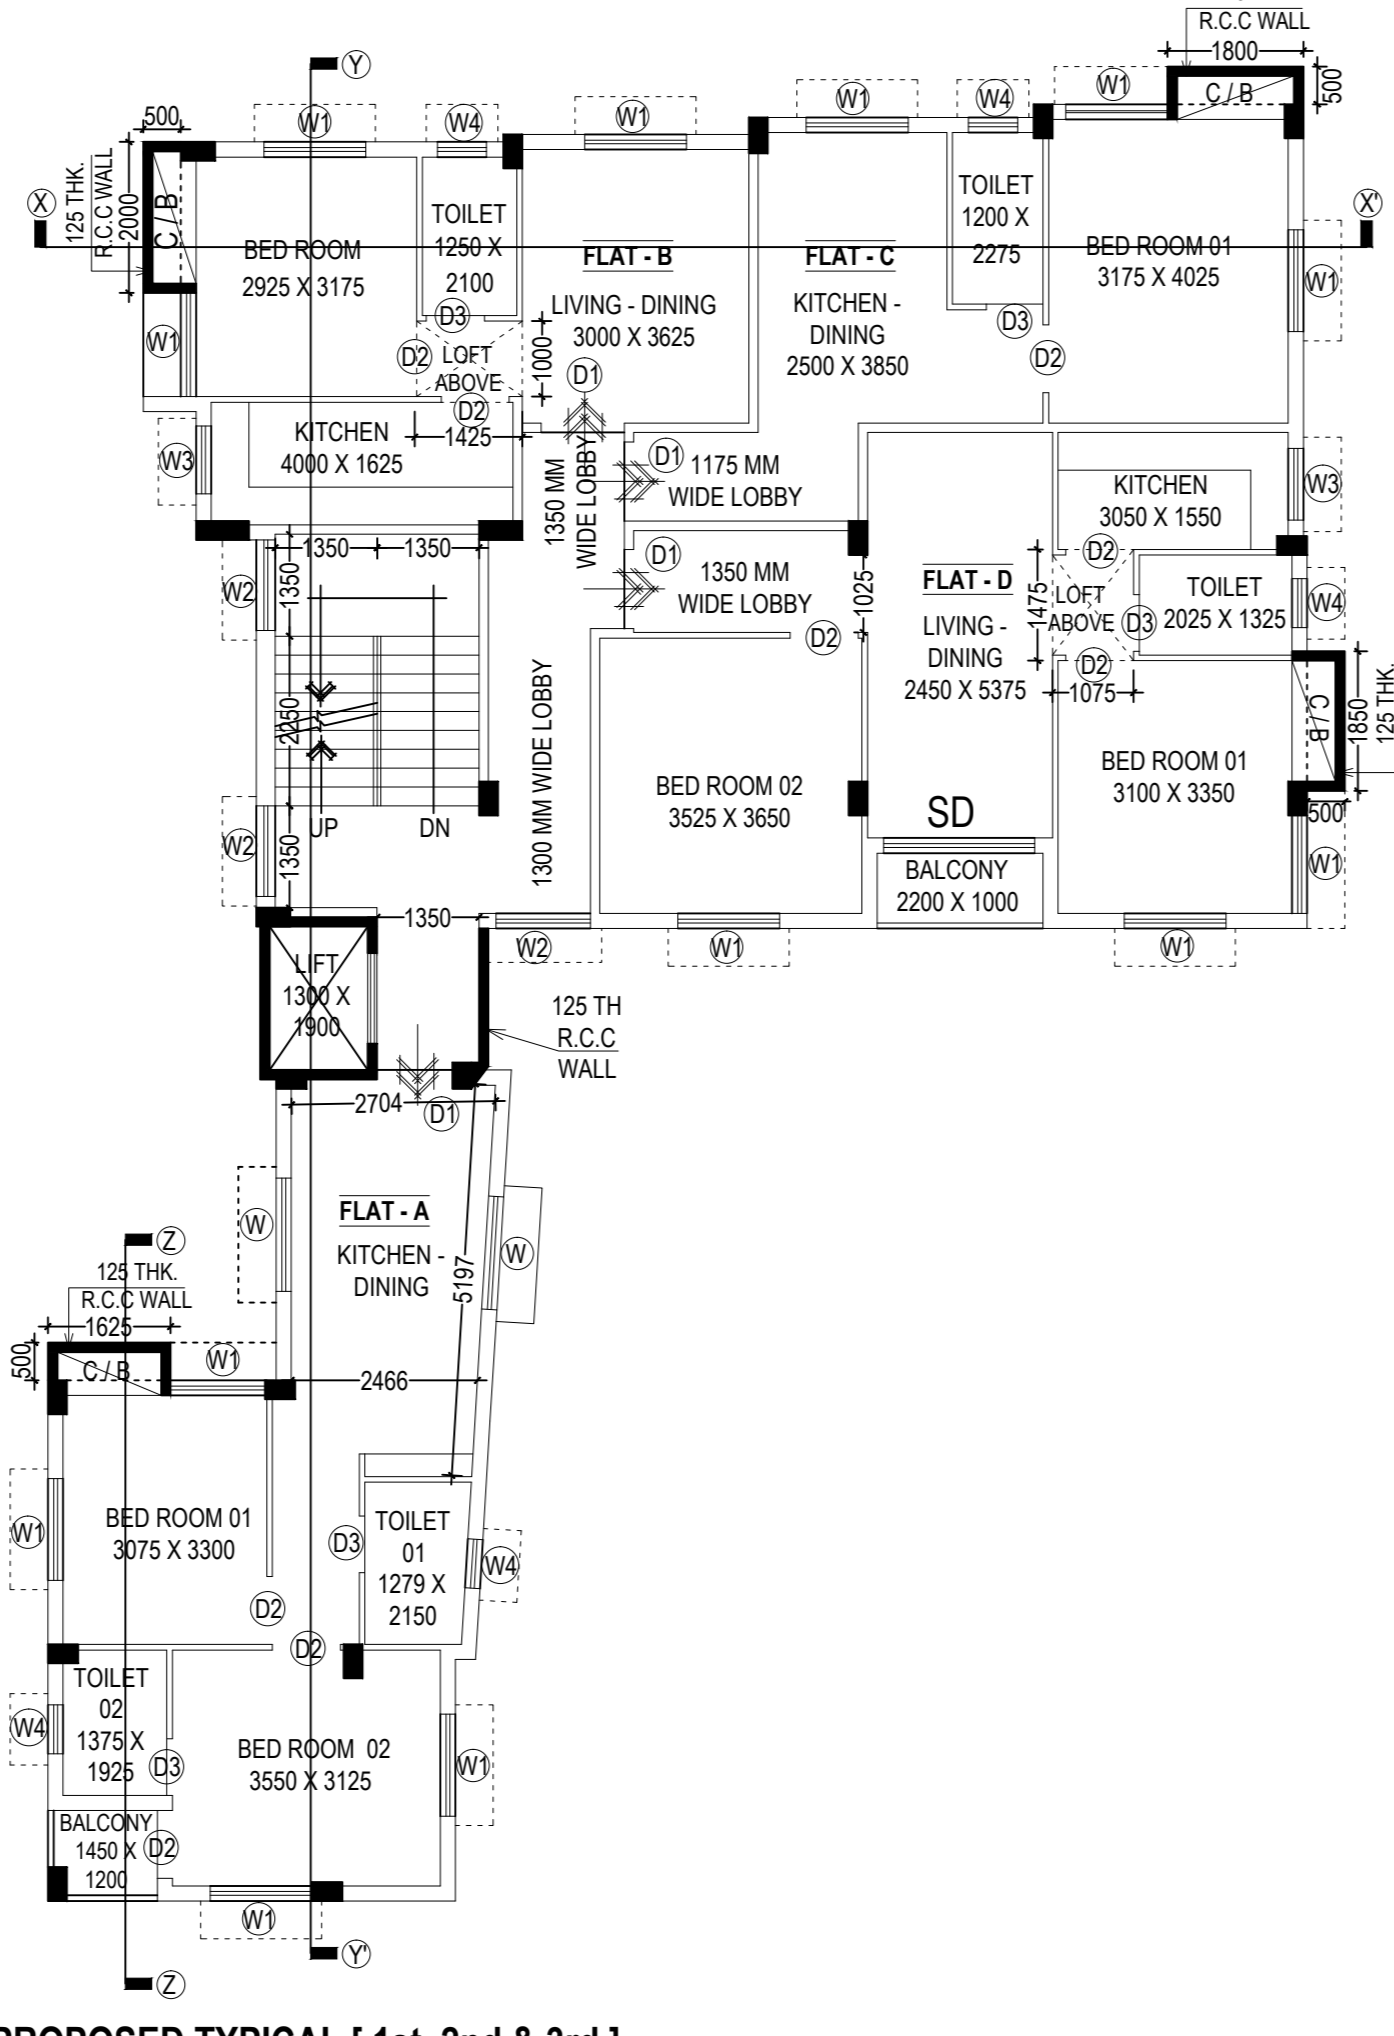 R.C.C WALL
1800
500
Y
W1
W4
W1
W1
W4
W1
C / B
500
125 THK.
R.C.C WALL
2000
C / B
X
X'
BED ROOM
2925 X 3175
TOILET
1250 X
2100
FLAT - B
LIVING - DINING
3000 X 3625
FLAT - C
KITCHEN -
DINING
2500 X 3850
TOILET
1200 X
2275
BED ROOM 01
3175 X 4025
W1
W1
D3
D2
LOFT
ABOVE
D2
1000
1425
D1
D3
D2
KITCHEN
4000 X 1625
W3
1350 MM
WIDE LOBBY
D1
1175 MM
WIDE LOBBY
KITCHEN
3050 X 1550
W3
D2
1350
1350
1350
W2
D1
1350 MM
WIDE LOBBY
D2
1025
FLAT - D
LIVING -
DINING
2450 X 5375
1475
LOFT
ABOVE
D3
TOILET
2025 X 1325
W4
D2
1075
2250
UP
DN
1300 MM WIDE LOBBY
BED ROOM 02
3525 X 3650
BED ROOM 01
3100 X 3350
C / B
1850
125 THK.
500
W2
1350
SD
BALCONY
2200 X 1000
W1
1350
W2
W1
W1
LIFT
1300 X
1900
125 TH
R.C.C
WALL
2704
D1
W
FLAT - A
KITCHEN -
DINING
5197
W
Z
125 THK.
R.C.C WALL
1625
500
C / B
W1
2466
BED ROOM 01
3075 X 3300
W1
D3
TOILET
01
1279 X
2150
W4
D2
D2
TOILET
02
1375 X
1925
W4
D3
BED ROOM 02
3550 X 3125
W1
BALCONY
1450 X
1200
D2
W1
Y'
Z
PROPOSED TYPICAL [ 1st, 2nd & 3rd ]